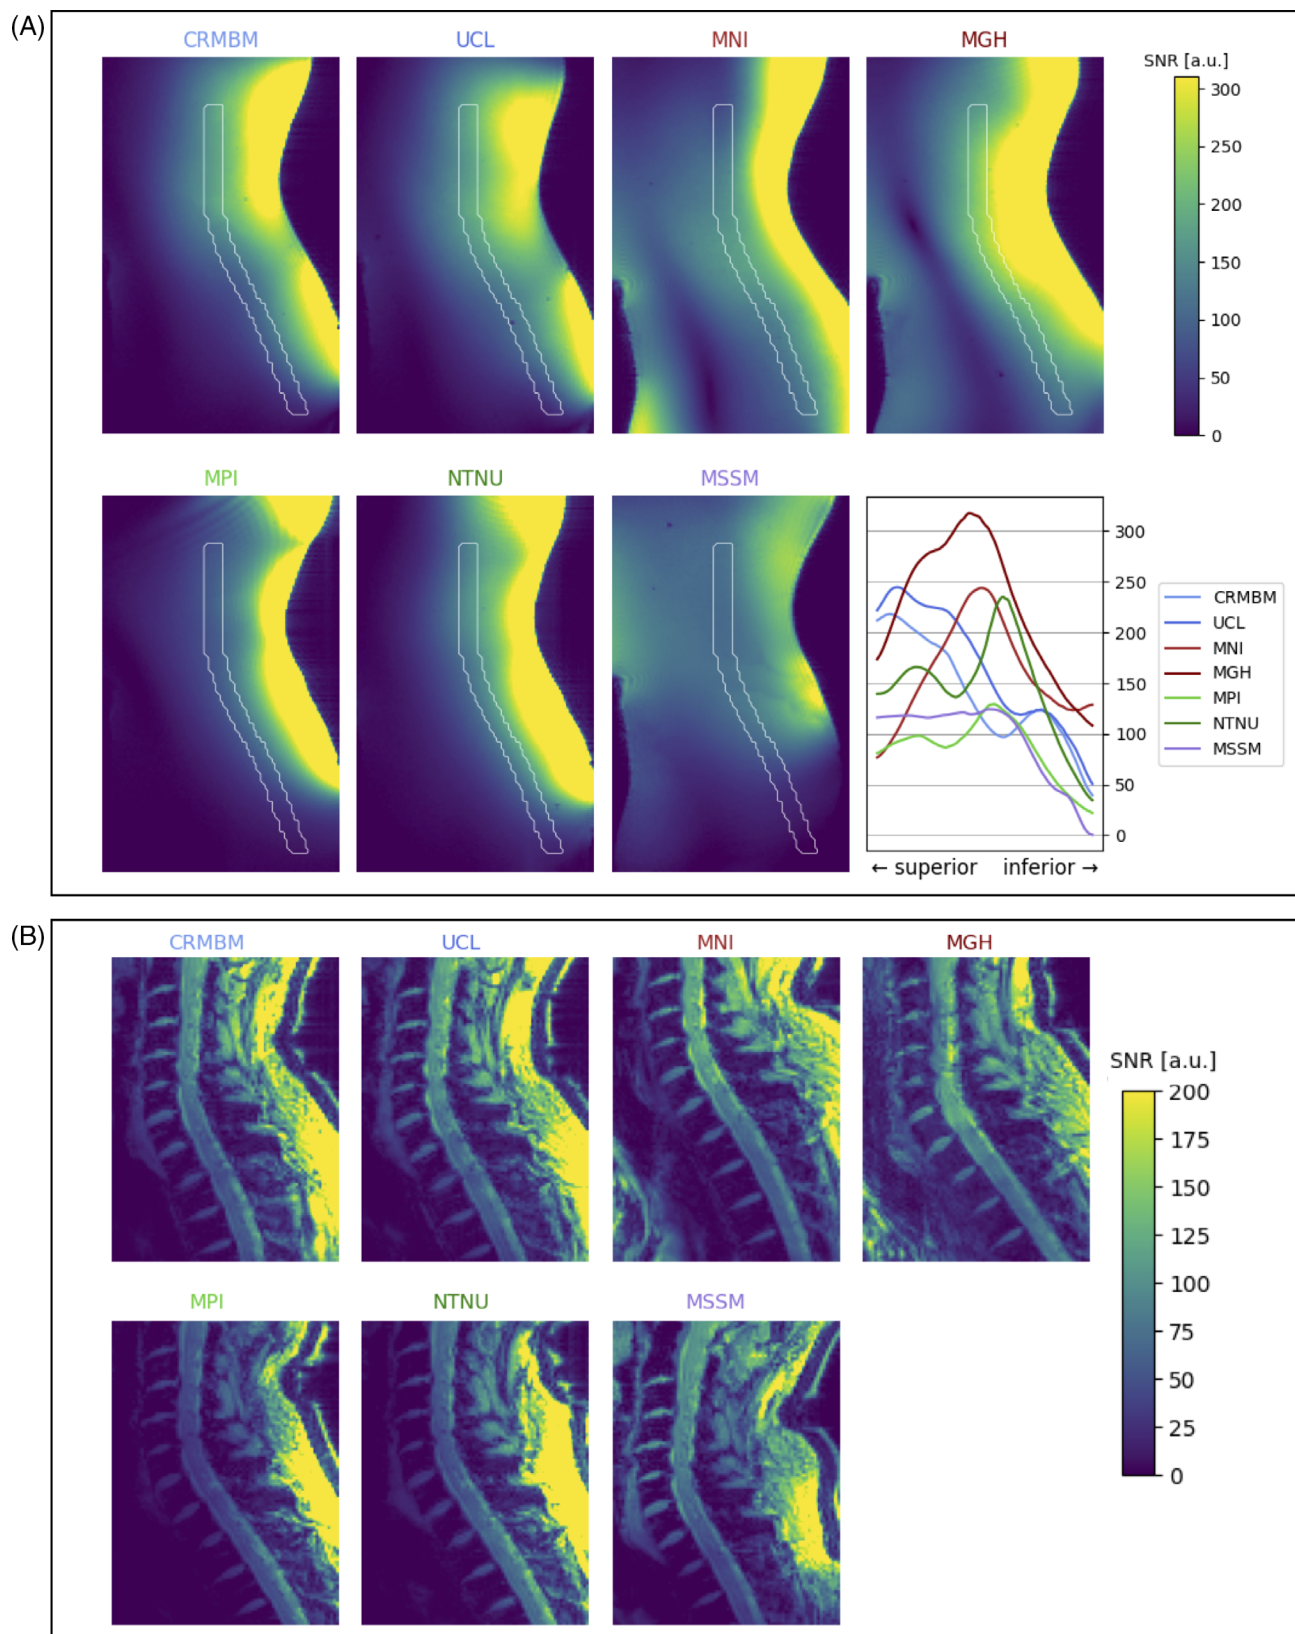 (A)
CRMBM UCL MNI MGH
SNR [a.u.]
300
250
200
150
100
50
0
MPI NTNU MSSM
300
250
200
150
100
50
0
CRMBM
UCL
MNI
MGH
MPI
NTNU
MSSM
← superior inferior →
(B)
CRMBM UCL MNI MGH
SNR [a.u.]
200
175
150
125
100
75
50
25
0
MPI NTNU MSSM